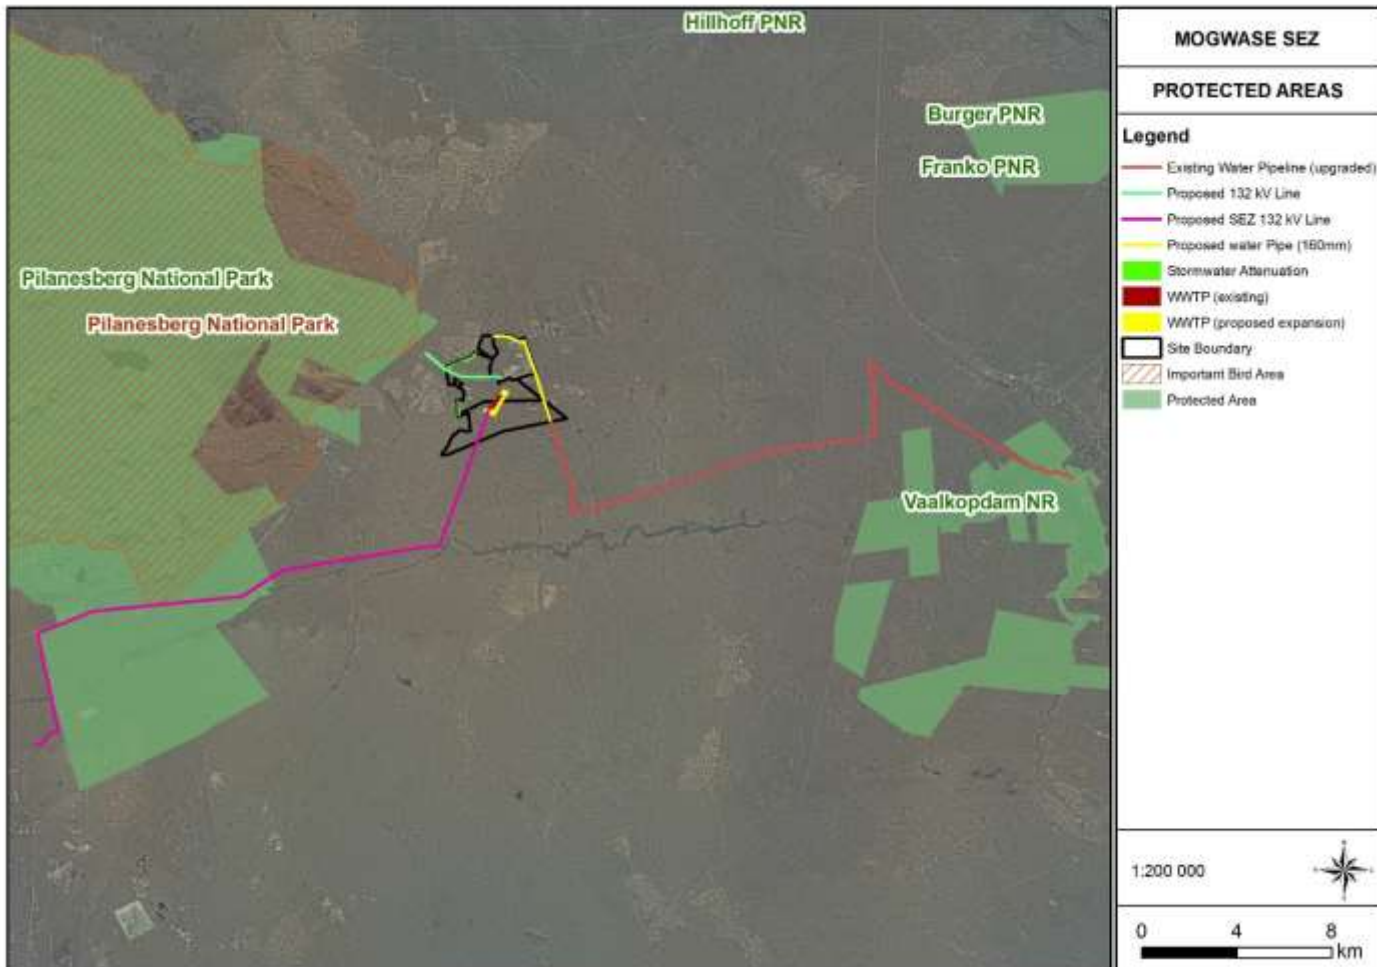 Hillhoff PNR
Burger PNR
Franko PNR
Pilanesberg National Park
Pilanesberg National Park
Vaalkopdam NR
MOGWASE SEZ
PROTECTED AREAS
Legend
Existing Water Pipeline (upgraded)
Proposed 132 kV Line
Proposed SEZ 132 kV Line
Proposed water Pipe (160mm)
Stormwater Attenuation
WWTP (existing)
WWTP (proposed expansion)
Site Boundary
Important Bird Area
Protected Area
1:200 000
0 4 8
km